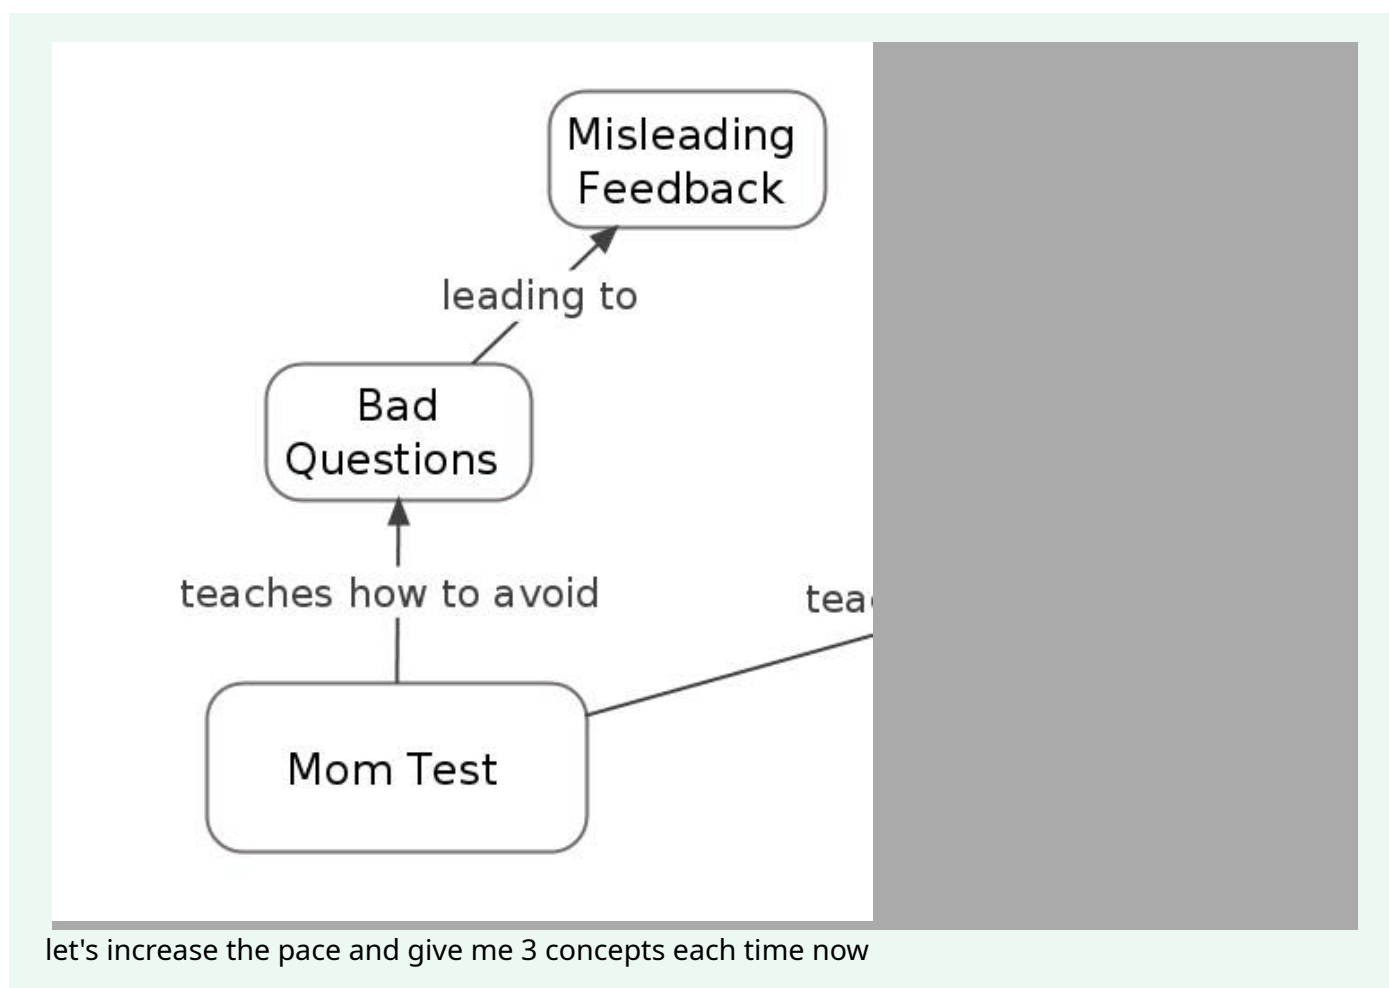 Misleading
Feedback
leading to
Bad
Questions
teaches how to avoid
Mom Test
let's increase the pace and give me 3 concepts each time now